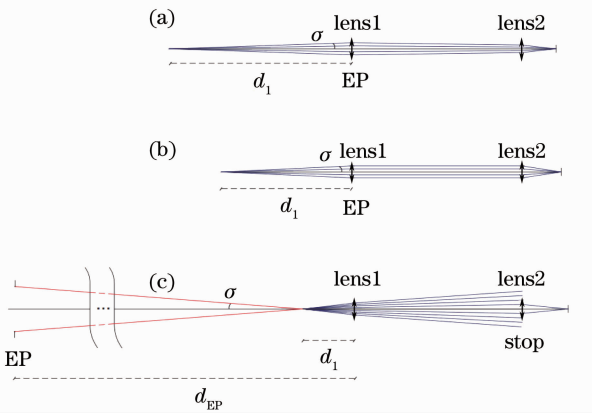 (a)
σ
lens1
lens2
d1
EP
(b)
σ
lens1
lens2
d1
EP
(c)
σ
lens1
lens2
...
EP
d1
stop
dEP